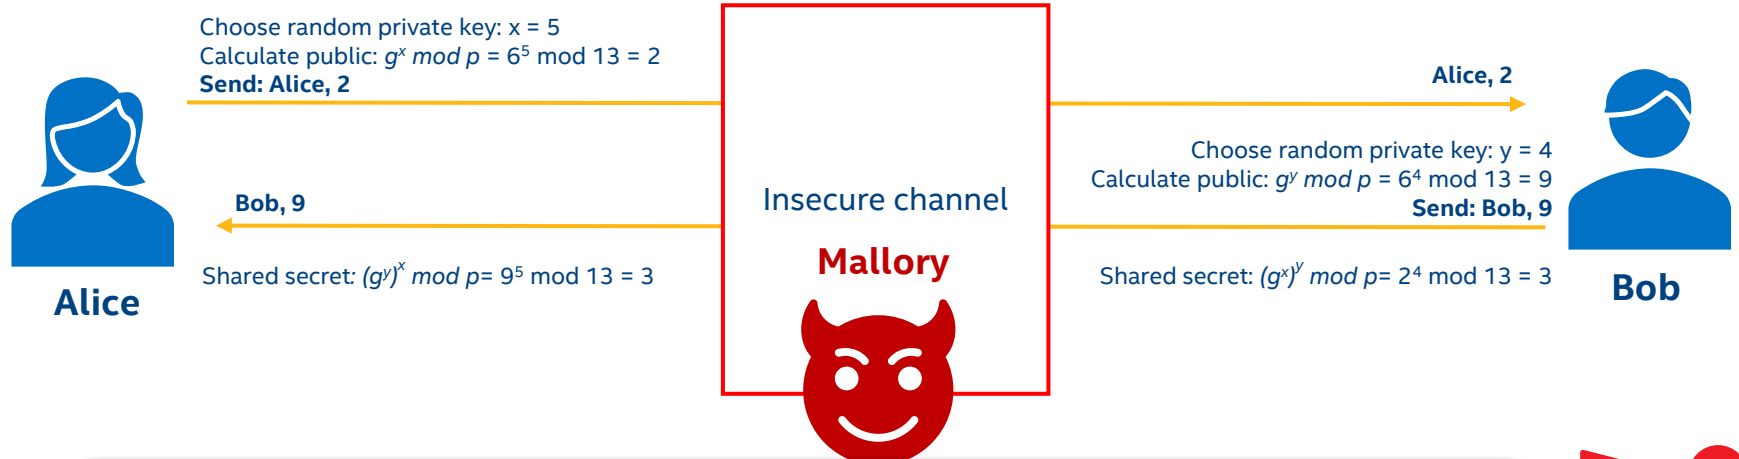 Choose random private key: x = 5
Calculate public: gˣ mod p = 6⁵ mod 13 = 2
Send: Alice, 2
Alice, 2
Choose random private key: y = 4
Calculate public: gʸ mod p = 6⁴ mod 13 = 9
Send: Bob, 9
Bob, 9
Insecure channel
Mallory
Shared secret: (gʸ)ˣ mod p= 9⁵ mod 13 = 3
Shared secret: (gˣ)ʸ mod p= 2⁴ mod 13 = 3
Alice
Bob